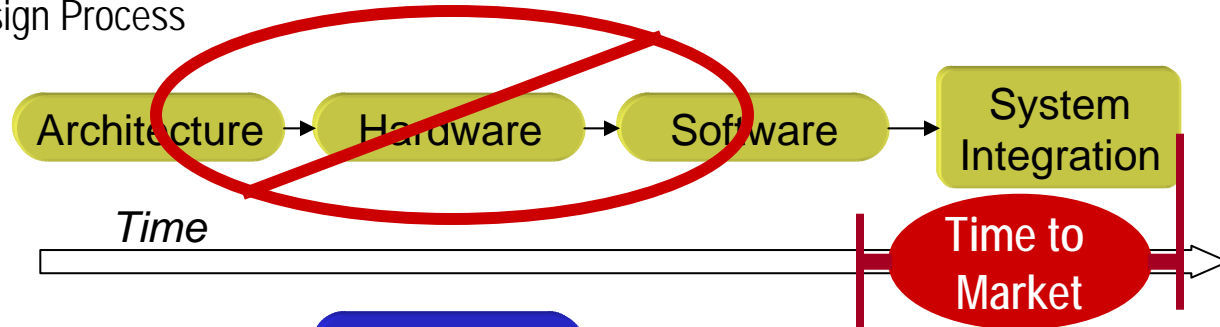 sign Process
Architecture
Hardware
Software
System
Integration
Time
Time to
Market